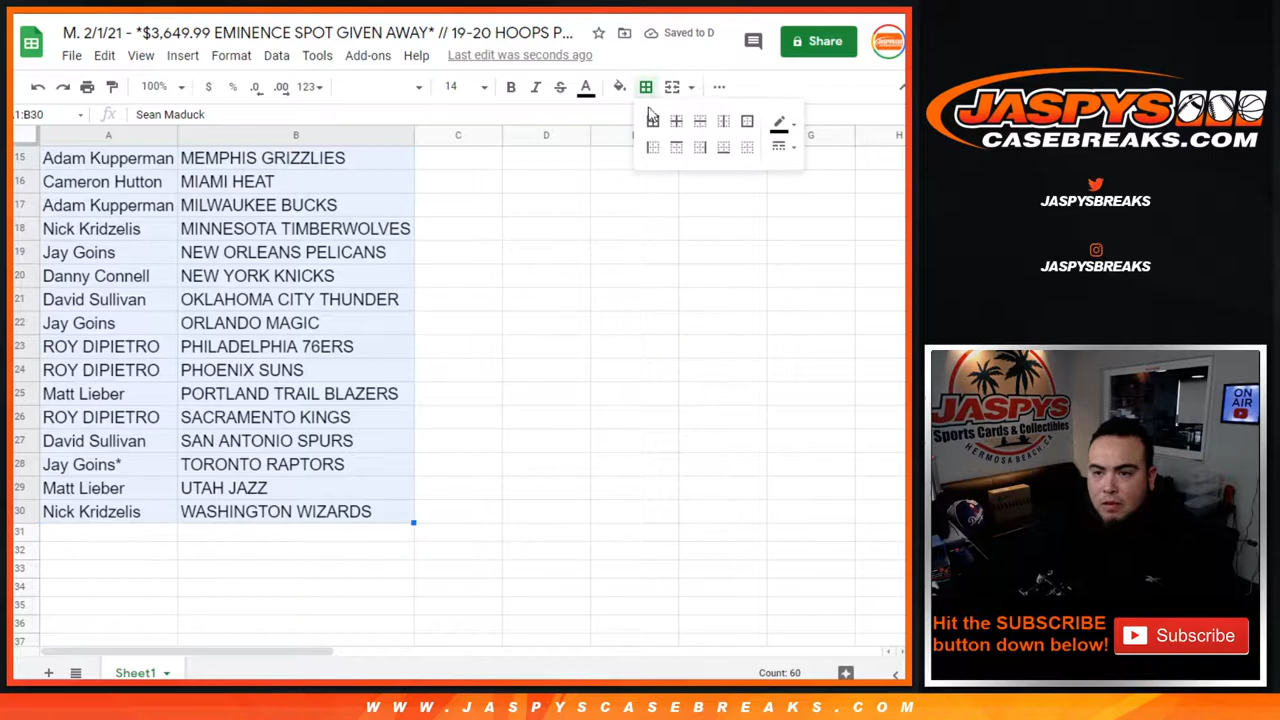 M. 2/1/21 - *$3,649.99 EMINENCE SPOT GIVEN AWAY* // 19-20 HOOPS P...
Saved to D
Share
File Edit View Insert Format Data Tools Add-ons Help Last edit was seconds ago
100% $ % .0 .00 123 14 B I S A
:B30 Sean Maduck
A B C D G H
15 Adam Kupperman MEMPHIS GRIZZLIES
16 Cameron Hutton MIAMI HEAT
17 Adam Kupperman MILWAUKEE BUCKS
18 Nick Kridzelis MINNESOTA TIMBERWOLVES
19 Jay Goins NEW ORLEANS PELICANS
20 Danny Connell NEW YORK KNICKS
21 David Sullivan OKLAHOMA CITY THUNDER
22 Jay Goins ORLANDO MAGIC
23 ROY DIPIETRO PHILADELPHIA 76ERS
24 ROY DIPIETRO PHOENIX SUNS
25 Matt Lieber PORTLAND TRAIL BLAZERS
26 ROY DIPIETRO SACRAMENTO KINGS
27 David Sullivan SAN ANTONIO SPURS
28 Jay Goins* TORONTO RAPTORS
29 Matt Lieber UTAH JAZZ
30 Nick Kridzelis WASHINGTON WIZARDS
31
32
33
34
35
36
37
Sheet1
Count: 60
JASPYS
CASEBREAKS.COM
JASPYSBREAKS
JASPYSBREAKS
JASPYS
Sports Cards & Collectibles
HERMOSA BEACH, CA
ON AIR
Hit the SUBSCRIBE
button down below!
Subscribe
WWW.JASPYSCASEBREAKS.COM